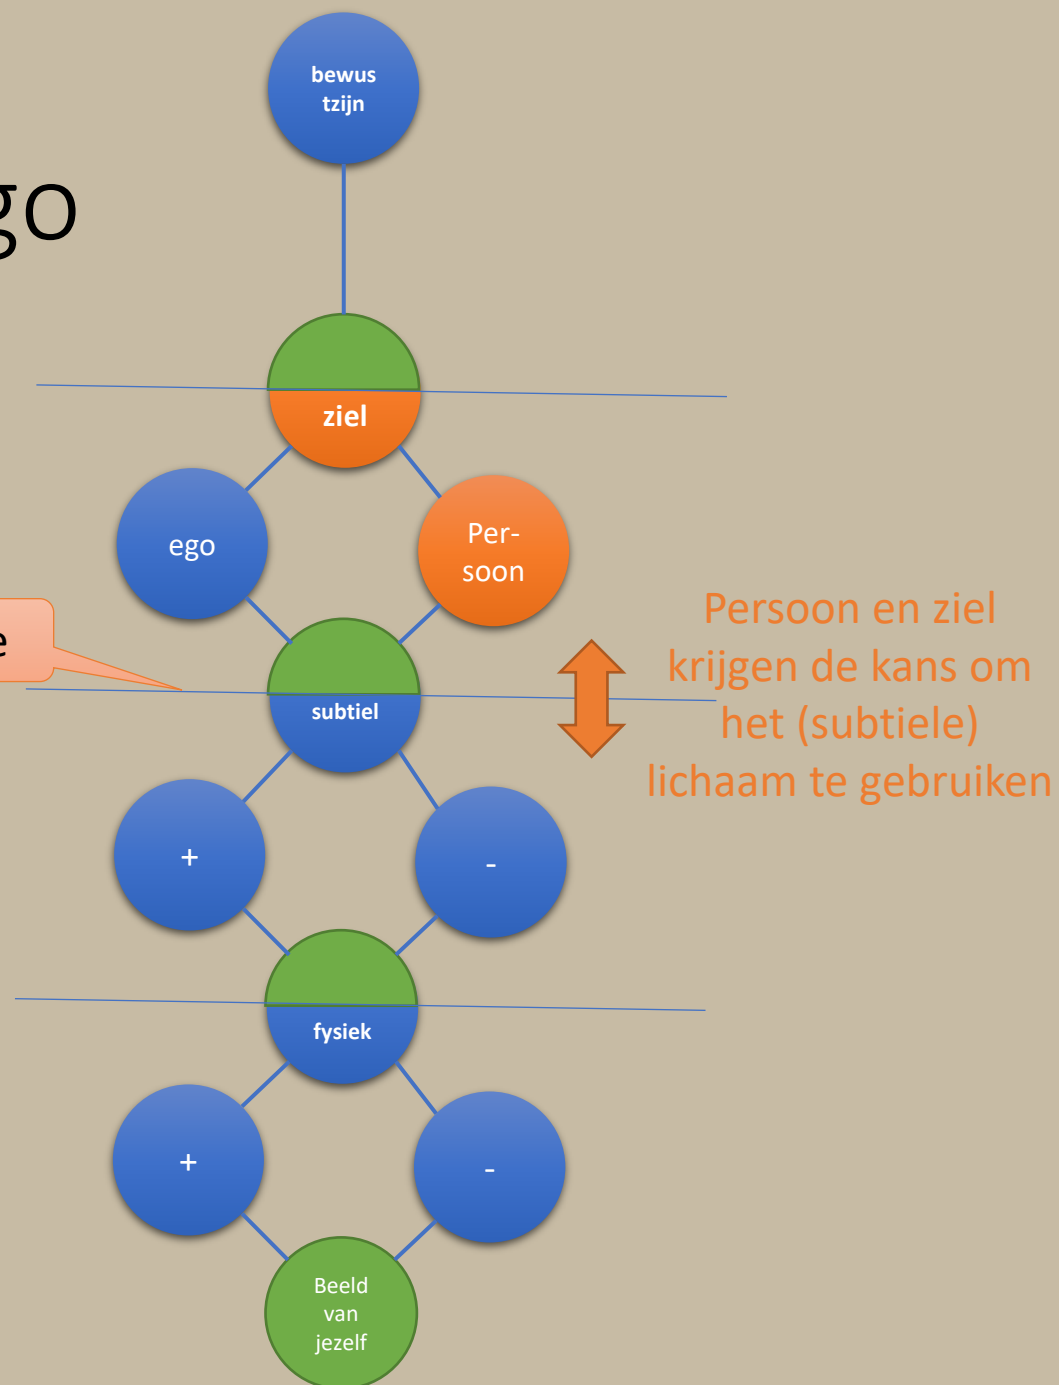 bewus
tzijn
go
ziel
ego
Per-
soon
e
Persoon en ziel
krijgen de kans om
het (subtiele)
lichaam te gebruiken
subtiel
+
-
fysiek
+
-
Beeld
van
jezelf